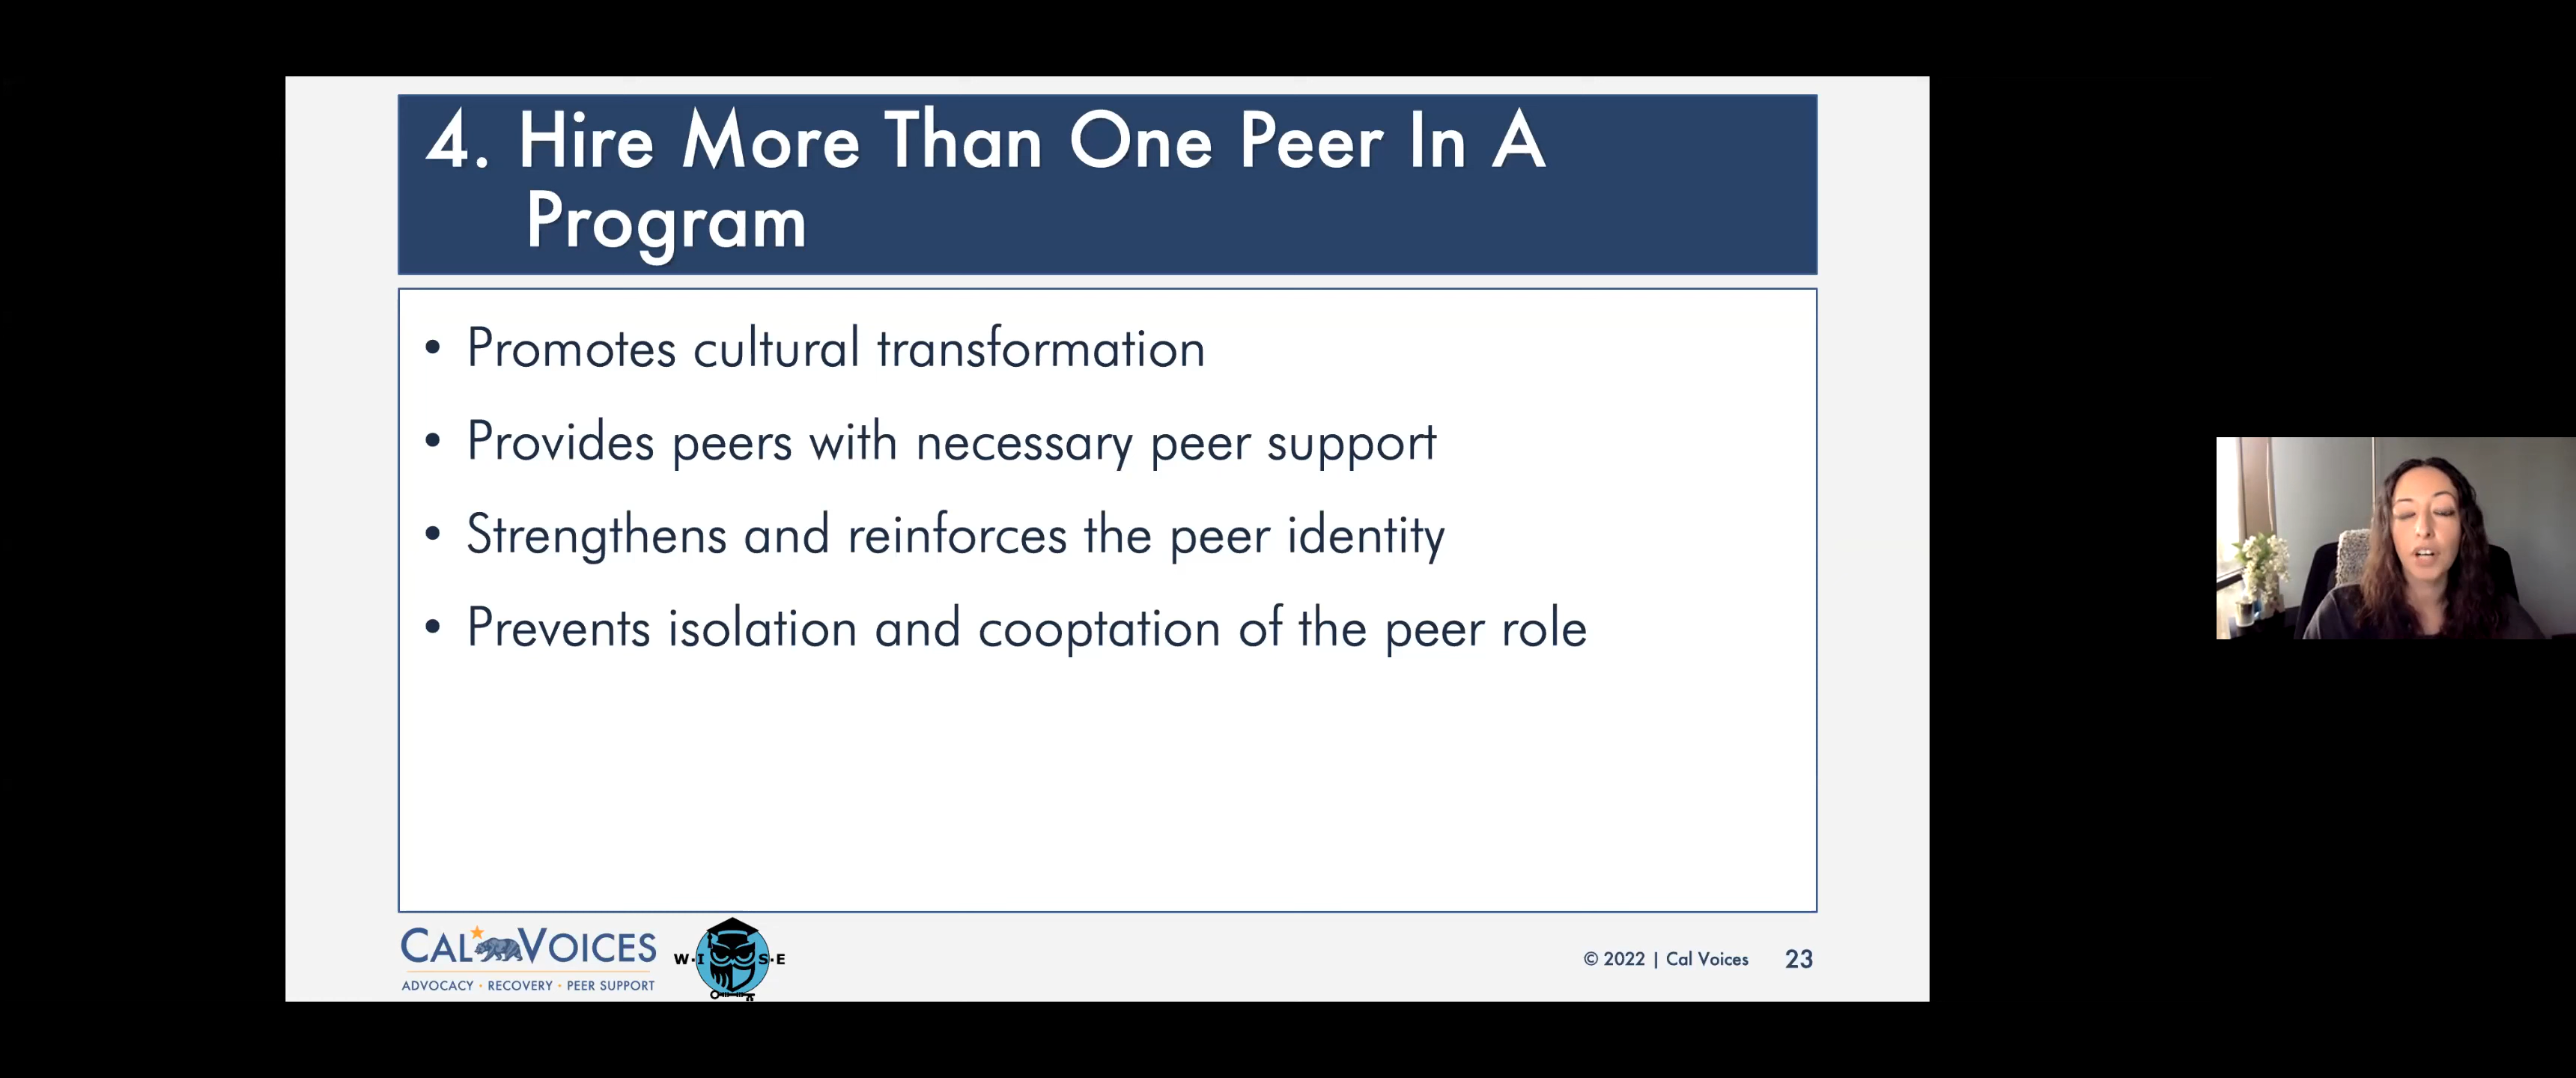 4. Hire More Than One Peer In A
Program
• Promotes cultural transformation
• Provides peers with necessary peer support
• Strengthens and reinforces the peer identity
• Prevents isolation and cooptation of the peer role
CAL VOICES
ADVOCACY • RECOVERY • PEER SUPPORT
W•I S•E
© 2022 | Cal Voices 23